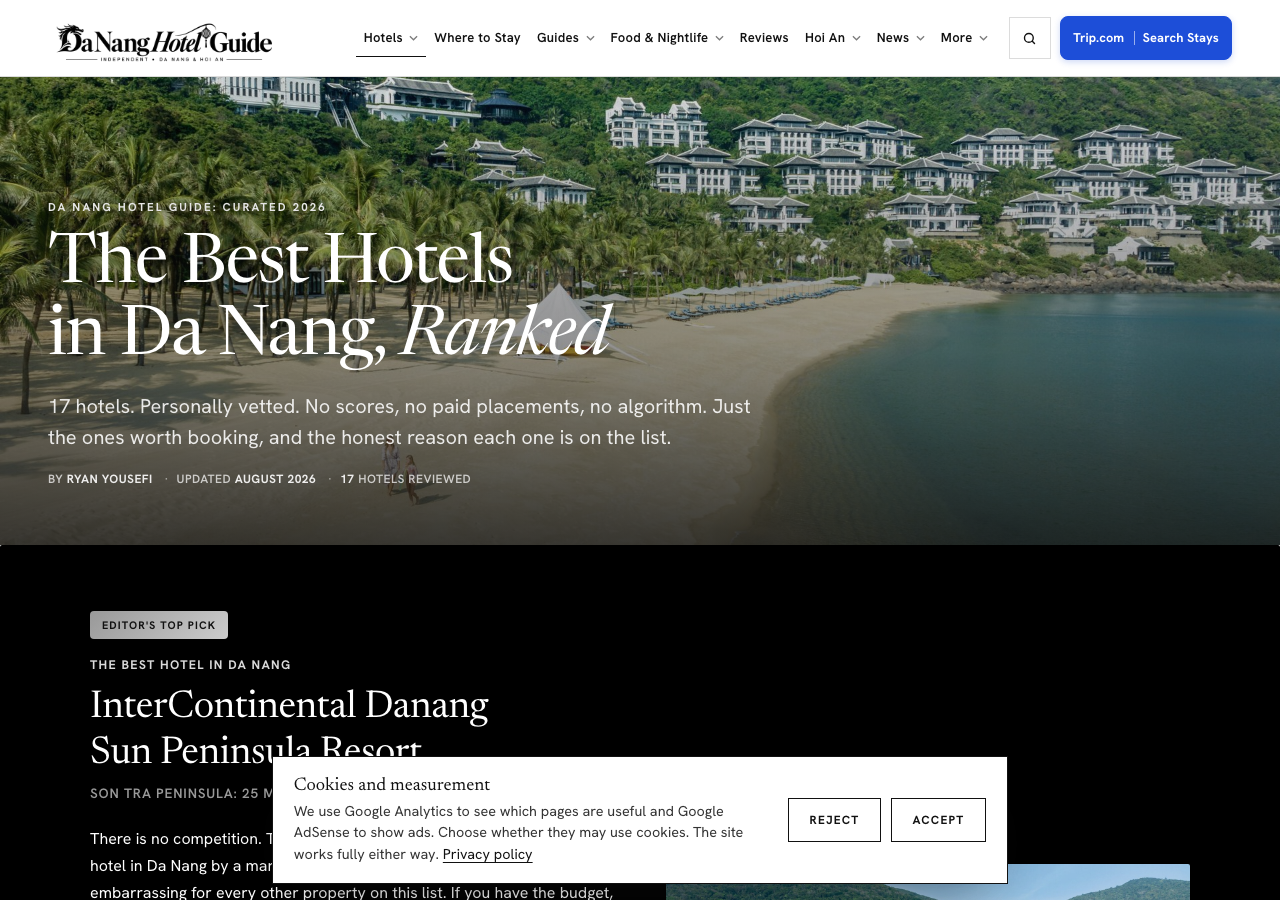 Da Nang Hotel Guide
INDEPENDENT • DA NANG & HOI AN
Hotels
Where to Stay
Guides
Food & Nightlife
Reviews
Hoi An
News
More
Trip.com | Search Stays
DA NANG HOTEL GUIDE: CURATED 2026
The Best Hotels
in Da Nang, Ranked
17 hotels. Personally vetted. No scores, no paid placements, no algorithm. Just
the ones worth booking, and the honest reason each one is on the list.
BY RYAN YOUSEFI · UPDATED AUGUST 2026 · 17 HOTELS REVIEWED
EDITOR'S TOP PICK
THE BEST HOTEL IN DA NANG
InterContinental Danang
Sun Peninsula Resort
SON TRA PENINSULA: 25 M
There is no competition. T
hotel in Da Nang by a mar
embarrassing for every other property on this list. If you have the budget,
Cookies and measurement
We use Google Analytics to see which pages are useful and Google
AdSense to show ads. Choose whether they may use cookies. The site
works fully either way. Privacy policy
REJECT
ACCEPT